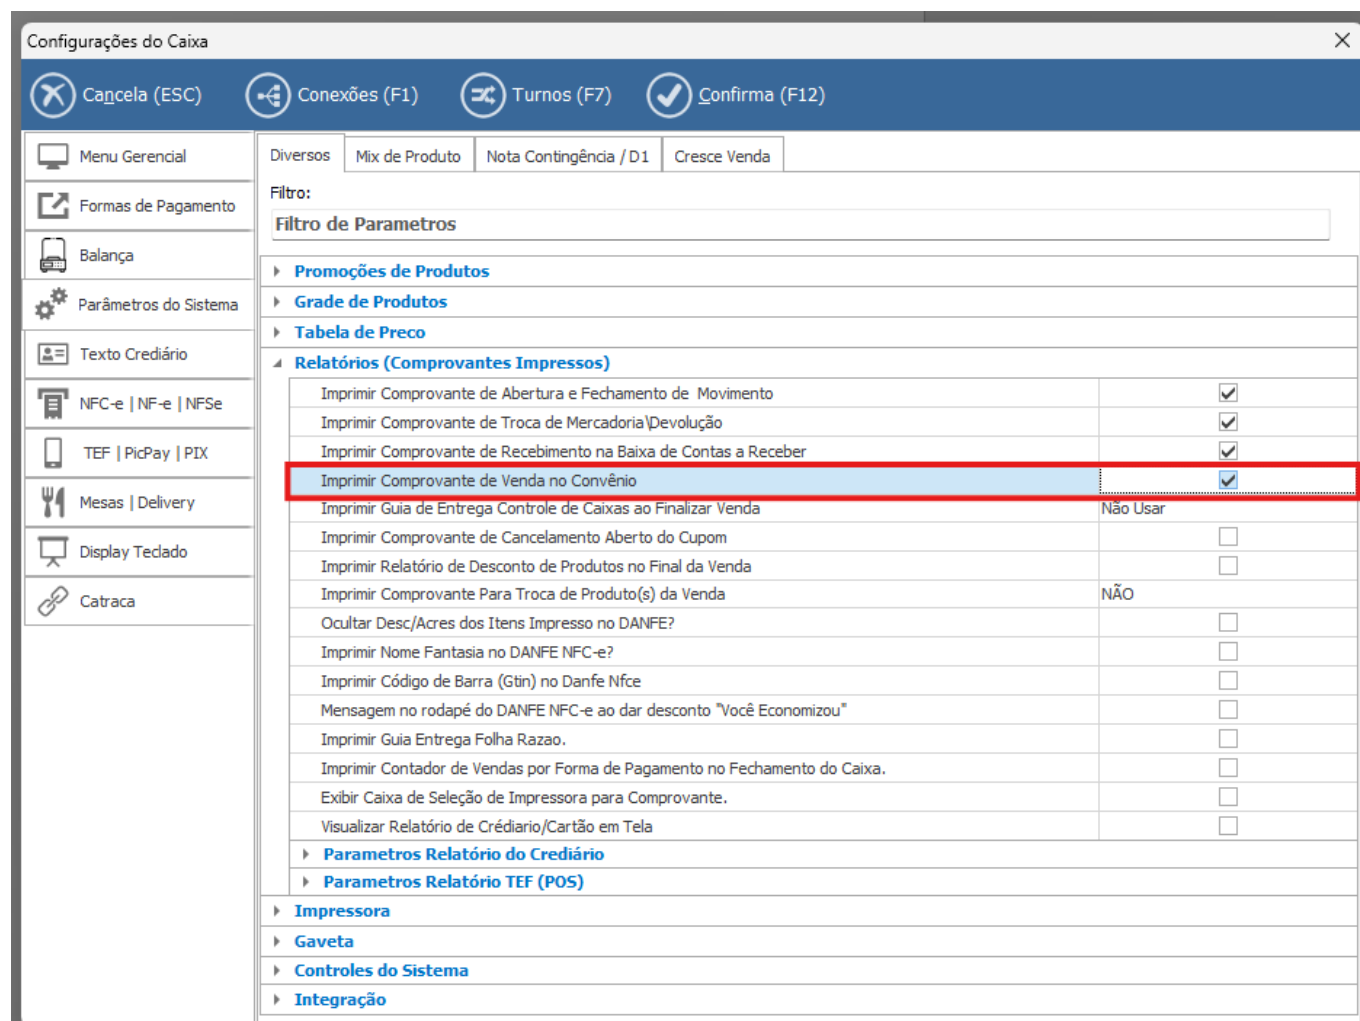 Configurações do Caixa
Cancela (ESC) Conexões (F1) Turnos (F7) Confirma (F12)
Menu Gerencial
Formas de Pagamento
Balança
Parâmetros do Sistema
Texto Crediário
NFC-e | NF-e | NFSe
TEF | PicPay | PIX
Mesas | Delivery
Display Teclado
Catraca
Diversos Mix de Produto Nota Contingência / D1 Cresce Venda
Filtro:
Filtro de Parametros
Promoções de Produtos
Grade de Produtos
Tabela de Preco
Relatórios (Comprovantes Impressos)
Imprimir Comprovante de Abertura e Fechamento de Movimento
Imprimir Comprovante de Troca de Mercadoria\Devolução
Imprimir Comprovante de Recebimento na Baixa de Contas a Receber
Imprimir Comprovante de Venda no Convênio
Imprimir Guia de Entrega Controle de Caixas ao Finalizar Venda Não Usar
Imprimir Comprovante de Cancelamento Aberto do Cupom
Imprimir Relatório de Desconto de Produtos no Final da Venda
Imprimir Comprovante Para Troca de Produto(s) da Venda NÃO
Ocultar Desc/Acres dos Itens Impresso no DANFE?
Imprimir Nome Fantasia no DANFE NFC-e?
Imprimir Código de Barra (Gtin) no Danfe Nfce
Mensagem no rodapé do DANFE NFC-e ao dar desconto "Você Economizou"
Imprimir Guia Entrega Folha Razao.
Imprimir Contador de Vendas por Forma de Pagamento no Fechamento do Caixa.
Exibir Caixa de Seleção de Impressora para Comprovante.
Visualizar Relatório de Crédiario/Cartão em Tela
Parametros Relatório do Crediário
Parametros Relatório TEF (POS)
Impressora
Gaveta
Controles do Sistema
Integração